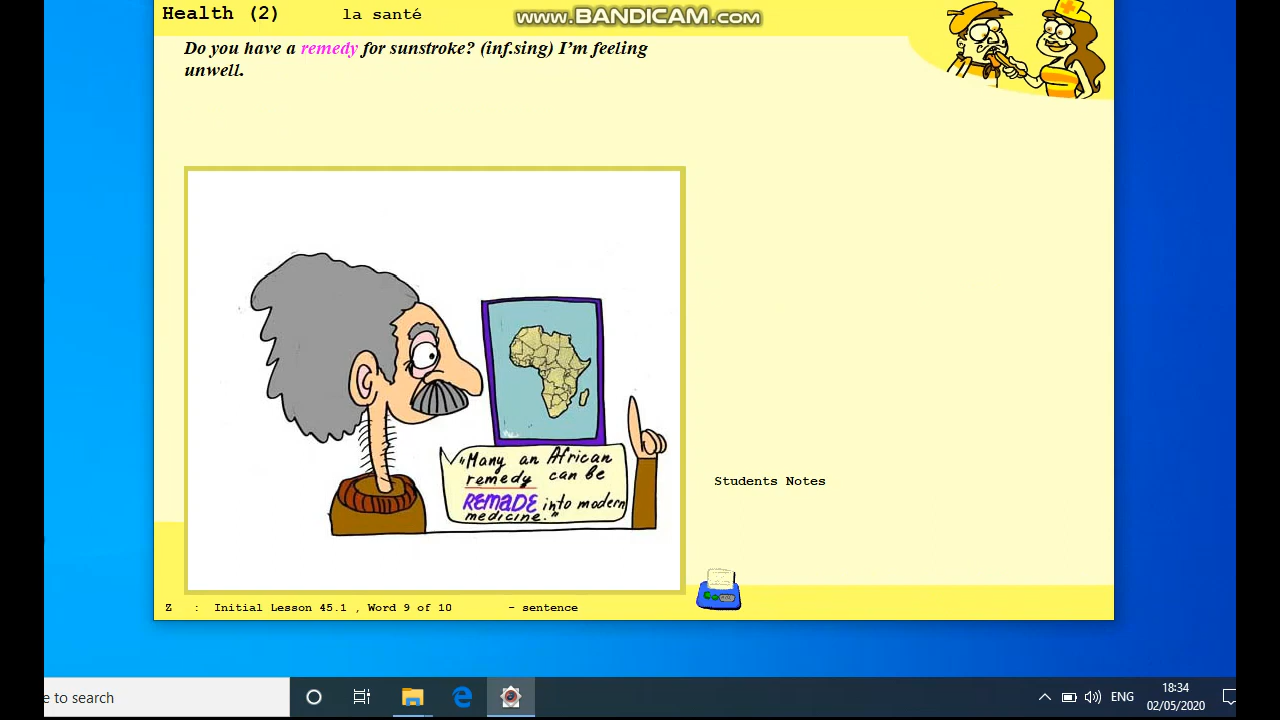 Health (2) la santé
www.BANDICAM.com
Do you have a remedy for sunstroke? (inf.sing) I'm feeling
unwell.
"Many an African
remedy can be
REMADE into modern
medicine."
Students Notes
Z : Initial Lesson 45.1 , Word 9 of 10 - sentence
e to search
ENG
18:34
02/05/2020